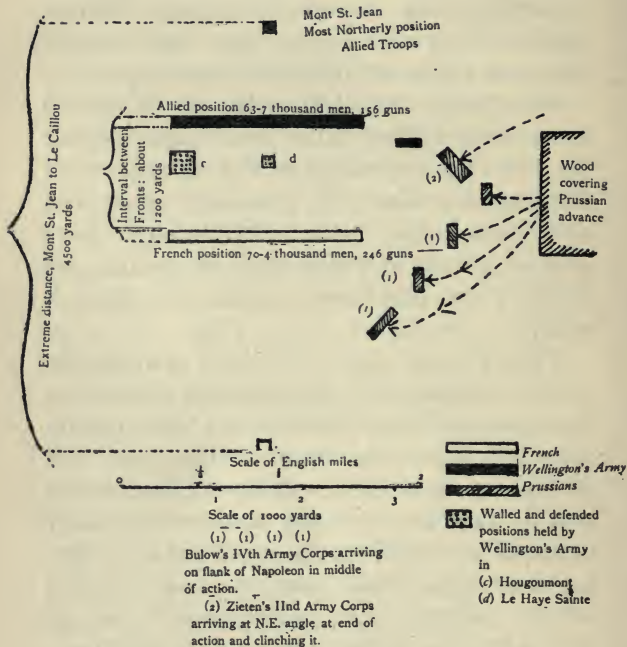 Mont St. Jean
Most Northerly position
Allied Troops
Extreme distance, Mont St. Jean to Le Caillou
4500 yards
Allied position 63-7 thousand men, 156 guns
Interval between
Fronts: about
1200 yards
c
d
(2)
Wood
covering
Prussian
advance
(1)
French position 70-4 thousand men, 246 guns
(1)
(1)
Scale of English miles
0
½
2
1
2
3
Scale of 1000 yards
(1) (1) (1) (1)
Bulow's IVth Army Corps arriving
on flank of Napoleon in middle
of action.
(2) Zieten's IInd Army Corps
arriving at N.E. angle at end of
action and clinching it.
French
Wellington's Army
Prussians
Walled and defended
positions held by
Wellington's Army
in
(c) Hougoumont
(d) Le Haye Sainte